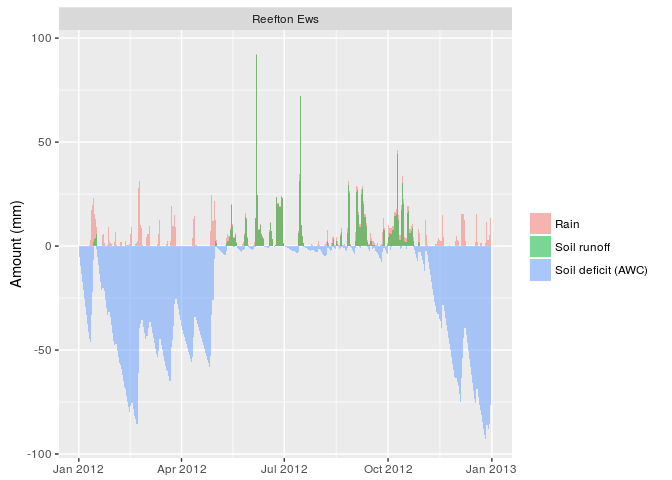 Reefton Ews
100
50
0
-50
-100
Amount (mm)
Jan 2012
Apr 2012
Jul 2012
Oct 2012
Jan 2013
Rain
Soil runoff
Soil deficit (AWC)